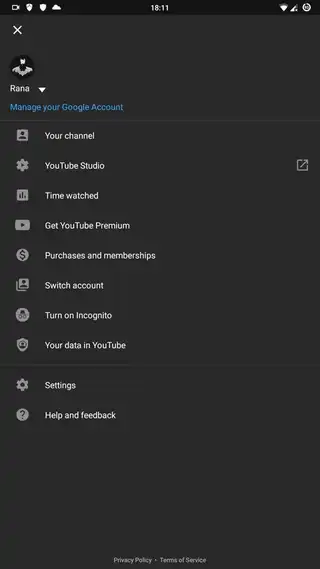 18:11
Rana
Manage your Google Account
Your channel
YouTube Studio
Time watched
Get YouTube Premium
Purchases and memberships
Switch account
Turn on Incognito
Your data in YouTube
Settings
Help and feedback
Privacy Policy • Terms of Service